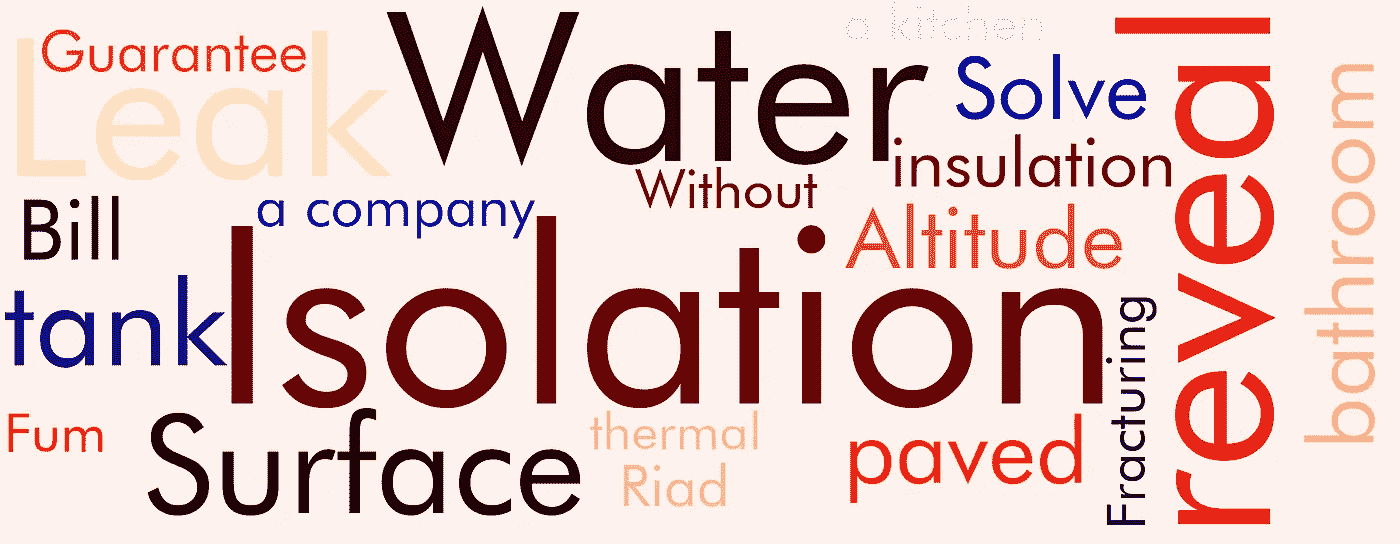 a kitchen
Guarantee
Leak
Water
Solve
reveal
bathroom
insulation
Without
Bill
a company
Altitude
tank
Isolation
Fracturing
Fum
Surface
thermal
Riad
paved